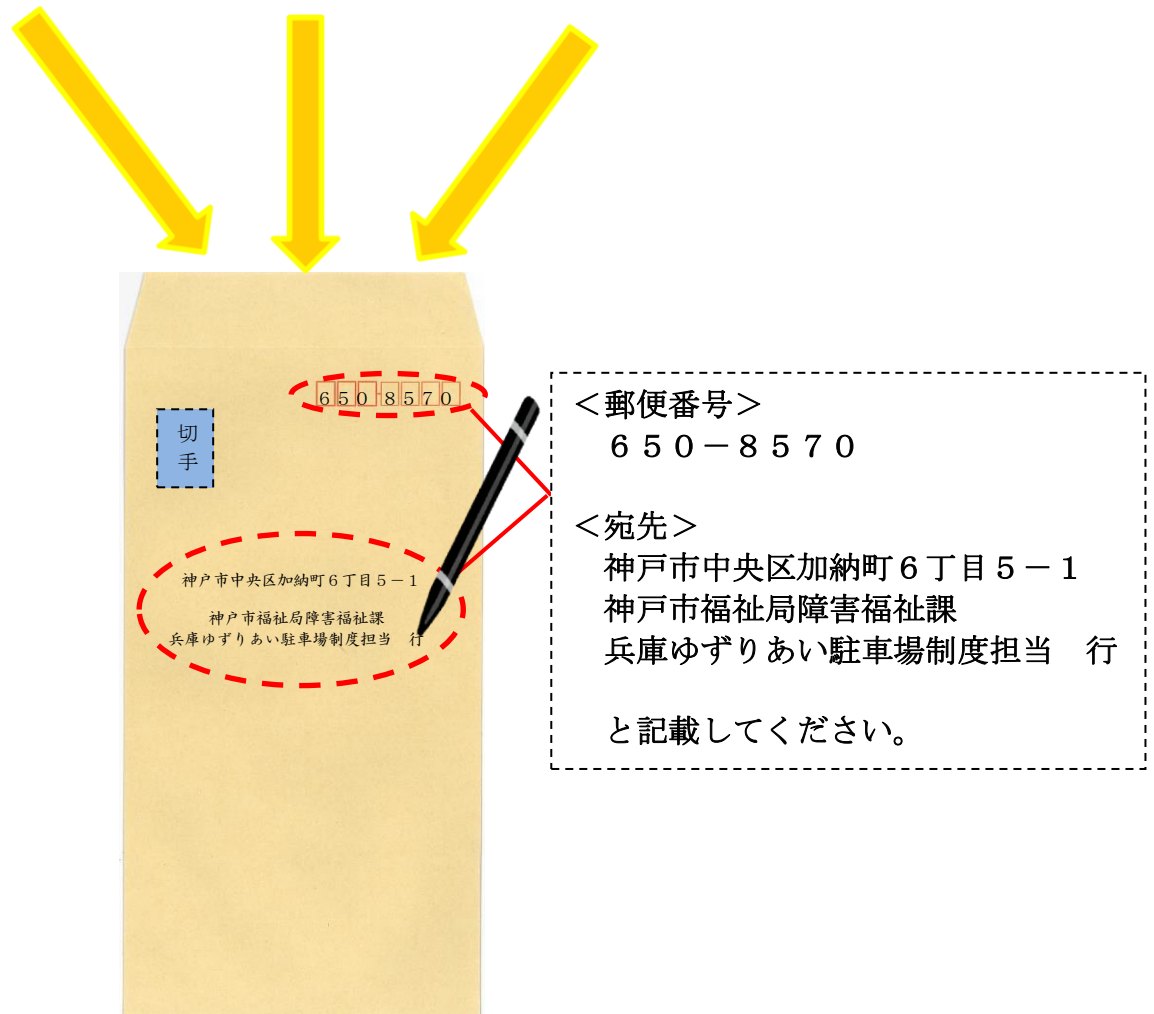 ６５０８５７０
切
手
神戸市中央区加納町６丁目５－１
神戸市福祉局障害福祉課
兵庫ゆずりあい駐車場制度担当　行
＜郵便番号＞
６５０－８５７０
＜宛先＞
神戸市中央区加納町６丁目５－１
神戸市福祉局障害福祉課
兵庫ゆずりあい駐車場制度担当　行
と記載してください。